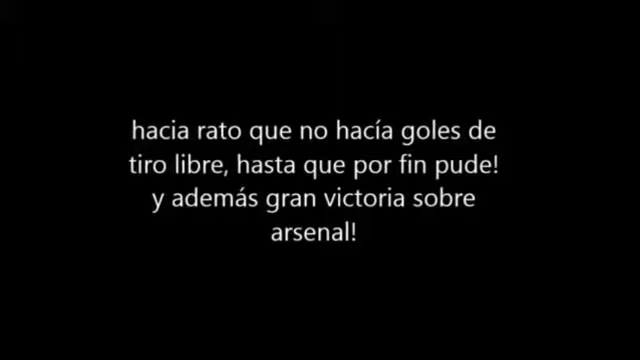 hacia rato que no hacía goles de
tiro libre, hasta que por fin pude!
y además gran victoria sobre
arsenal!